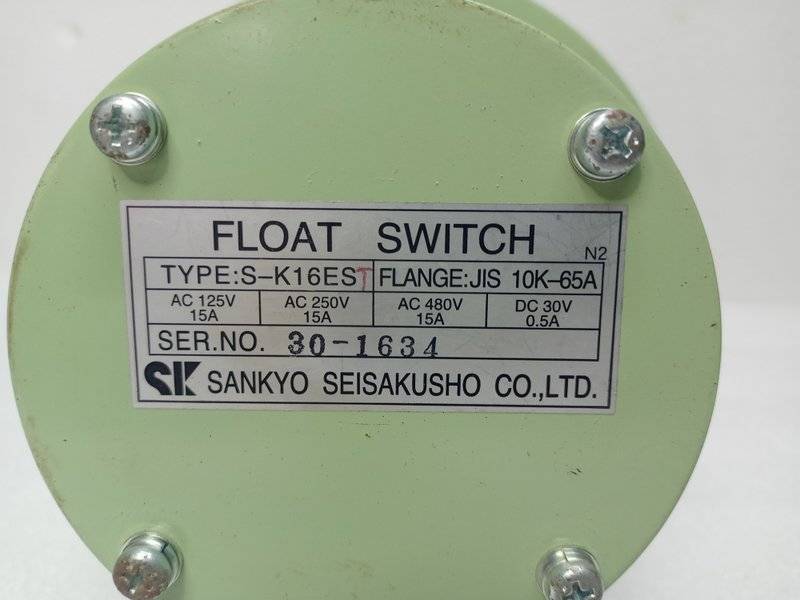 FLOAT SWITCH N2
TYPE:S-K16EST FLANGE:JIS 10K-65A
AC 125V AC 250V AC 480V DC 30V
15A 15A 15A 0.5A
SER.NO. 30-1634
SK SANKYO SEISAKUSHO CO.,LTD.